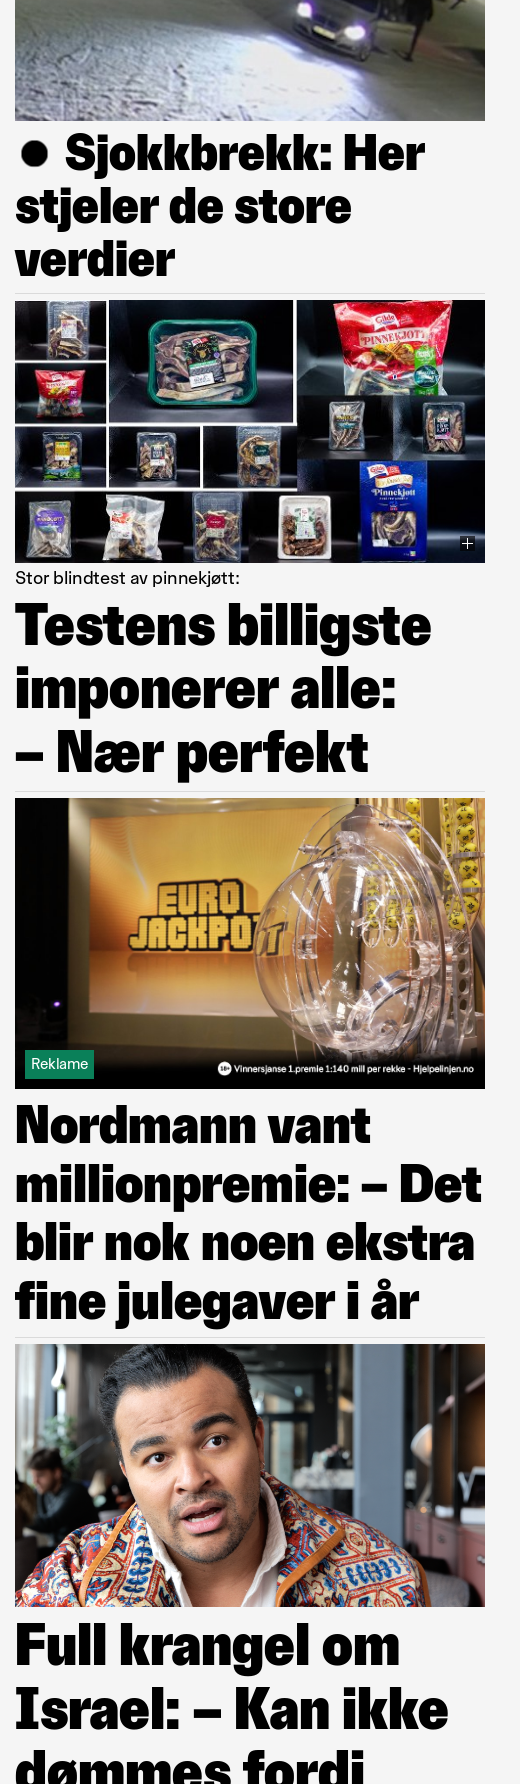 ● Sjokkbrekk: Her
stjeler de store
verdier
Gilde
PINNEKJØTT
Gilde
Pinnekjøtt
Stor blindtest av pinnekjøtt:
Testens billigste
imponerer alle:
– Nær perfekt
EURO
JACKPOTT
Reklame
18+ Vinnersjanse 1.premie 1:140 mill per rekke - Hjelpelinjen.no
Nordmann vant
millionpremie: – Det
blir nok noen ekstra
fine julegaver i år
Full krangel om
Israel: – Kan ikke
dømmes fordi